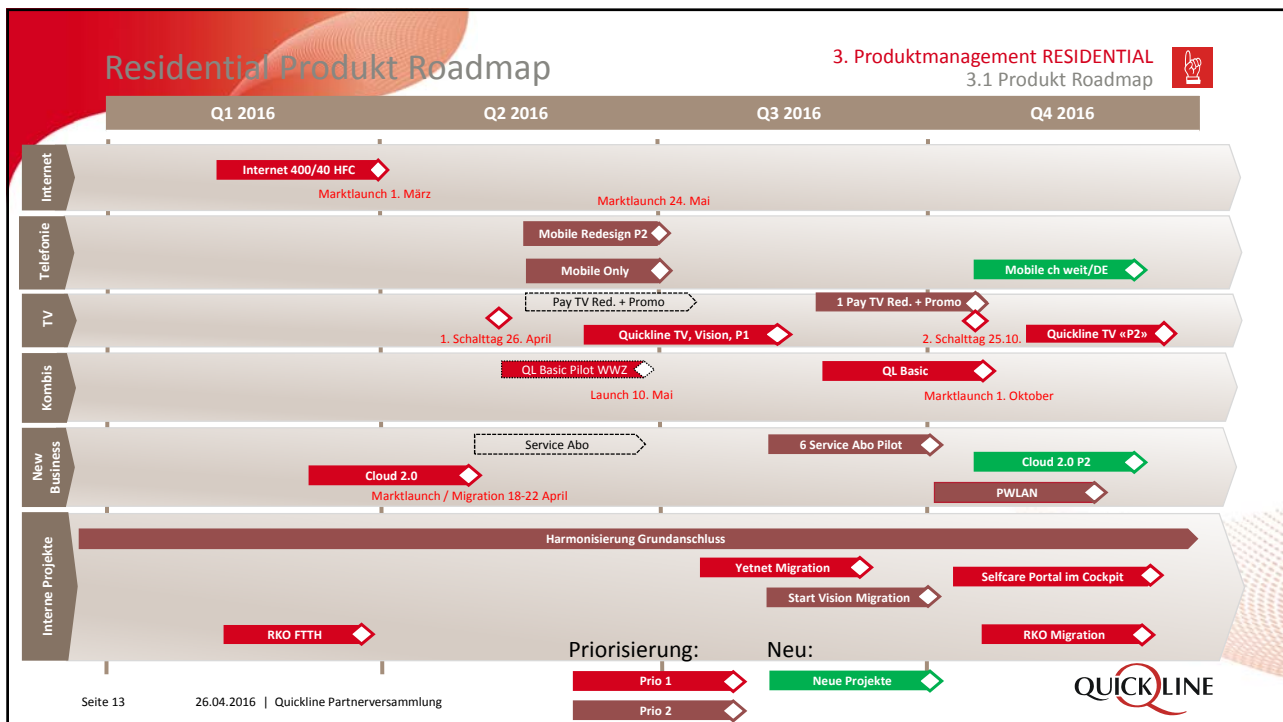 Residential Produkt Roadmap
3. Produktmanagement RESIDENTIAL
3.1 Produkt Roadmap
Q1 2016
Q2 2016
Q3 2016
Q4 2016
Internet
Internet 400/40 HFC
Marktlaunch 1. März
Marktlaunch 24. Mai
Telefonie
Mobile Redesign P2
Mobile Only
Mobile ch weit/DE
TV
Pay TV Red. + Promo
1 Pay TV Red. + Promo
1. Schalttag 26. April
Quickline TV, Vision, P1
2. Schalttag 25.10.
Quickline TV «P2»
Kombis
QL Basic Pilot WWZ
QL Basic
Launch 10. Mai
Marktlaunch 1. Oktober
New
Business
Service Abo
6 Service Abo Pilot
Cloud 2.0
Cloud 2.0 P2
Marktlaunch / Migration 18-22 April
PWLAN
Interne Projekte
Harmonisierung Grundanschluss
Yetnet Migration
Selfcare Portal im Cockpit
Start Vision Migration
RKO FTTH
RKO Migration
Priorisierung:
Neu:
Prio 1
Neue Projekte
Prio 2
Seite 13
26.04.2016 | Quickline Partnerversammlung
QUICKLINE